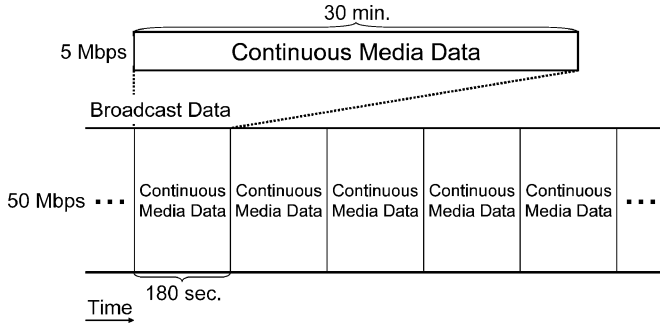 30 min.
5 Mbps
Continuous Media Data
Broadcast Data
50 Mbps
...
Continuous
Media Data
Continuous
Media Data
Continuous
Media Data
Continuous
Media Data
Continuous
Media Data
...
180 sec.
Time